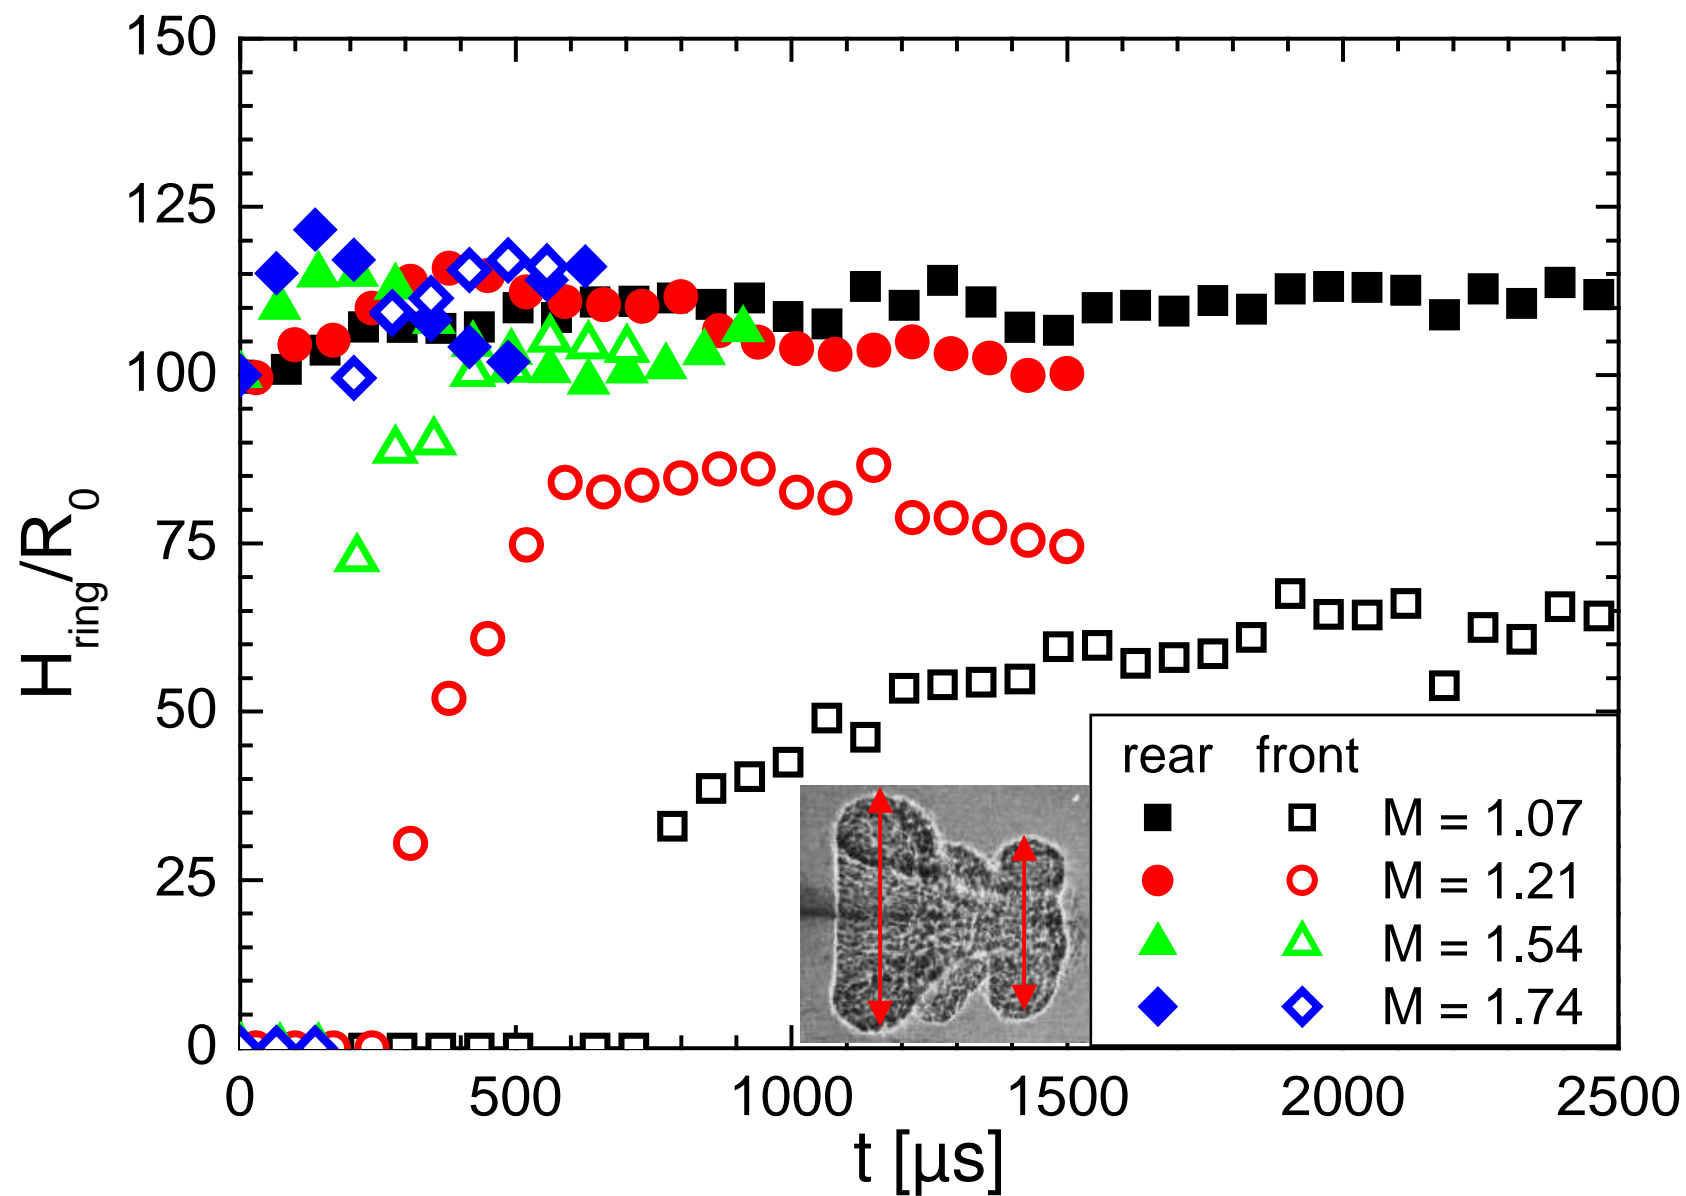 150
125
100
75
50
25
0
H_ring/R_0
0 500 1000 1500 2000 2500
t [µs]
rear front
M = 1.07
M = 1.21
M = 1.54
M = 1.74